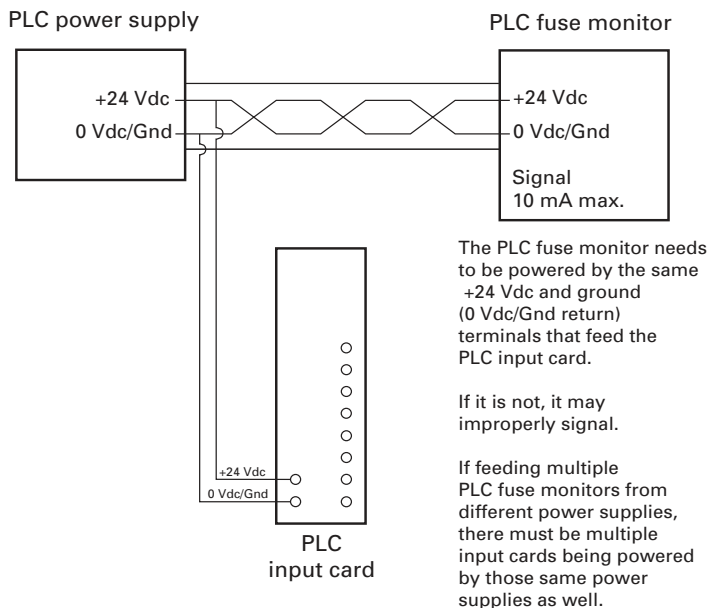 PLC power supply
PLC fuse monitor
+24 Vdc
0 Vdc/Gnd
+24 Vdc
0 Vdc/Gnd
Signal
10 mA max.
The PLC fuse monitor needs
to be powered by the same
+24 Vdc and ground
(0 Vdc/Gnd return)
terminals that feed the
PLC input card.
If it is not, it may
improperly signal.
If feeding multiple
PLC fuse monitors from
different power supplies,
there must be multiple
input cards being powered
by those same power
supplies as well.
+24 Vdc
0 Vdc/Gnd
PLC
input card